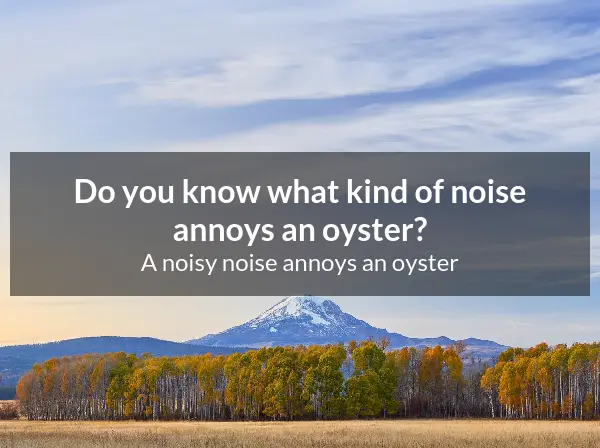 Do you know what kind of noise
annoys an oyster?
A noisy noise annoys an oyster